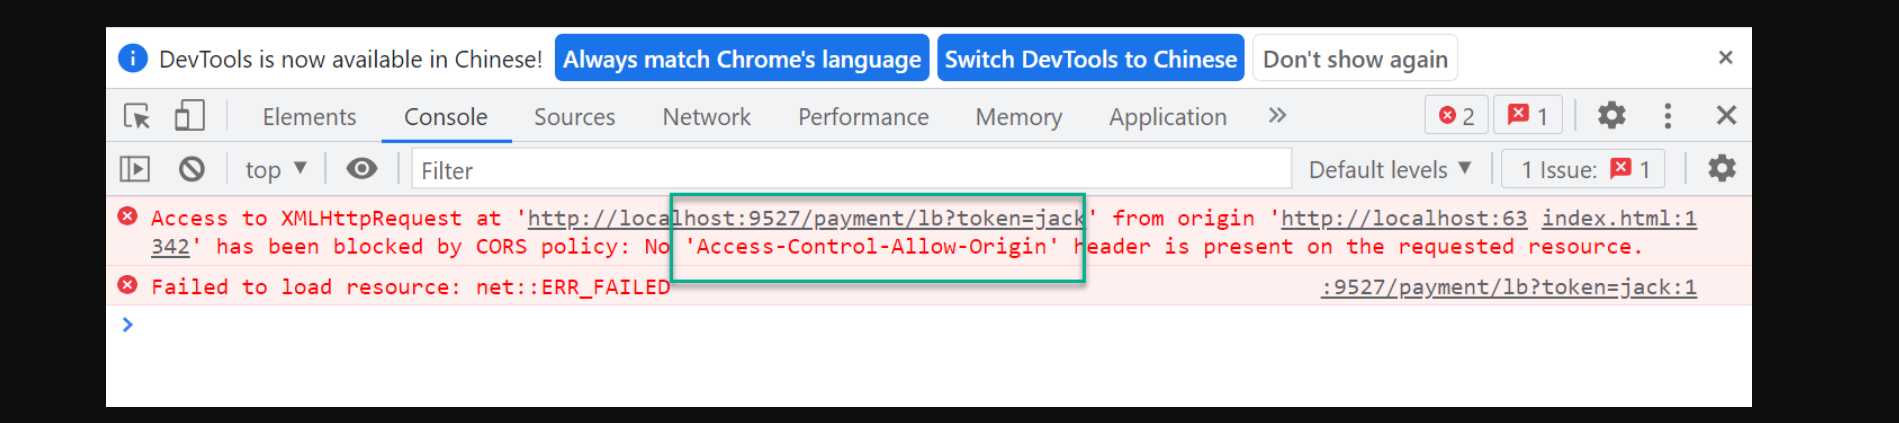 DevTools is now available in Chinese! Always match Chrome's language Switch DevTools to Chinese Don't show again
Elements Console Sources Network Performance Memory Application 2 1
top Filter Default levels 1 Issue: 1
Access to XMLHttpRequest at 'http://localhost:9527/payment/lb?token=jack' from origin 'http://localhost:63 index.html:1
342' has been blocked by CORS policy: No 'Access-Control-Allow-Origin' header is present on the requested resource.
Failed to load resource: net::ERR_FAILED :9527/payment/lb?token=jack:1